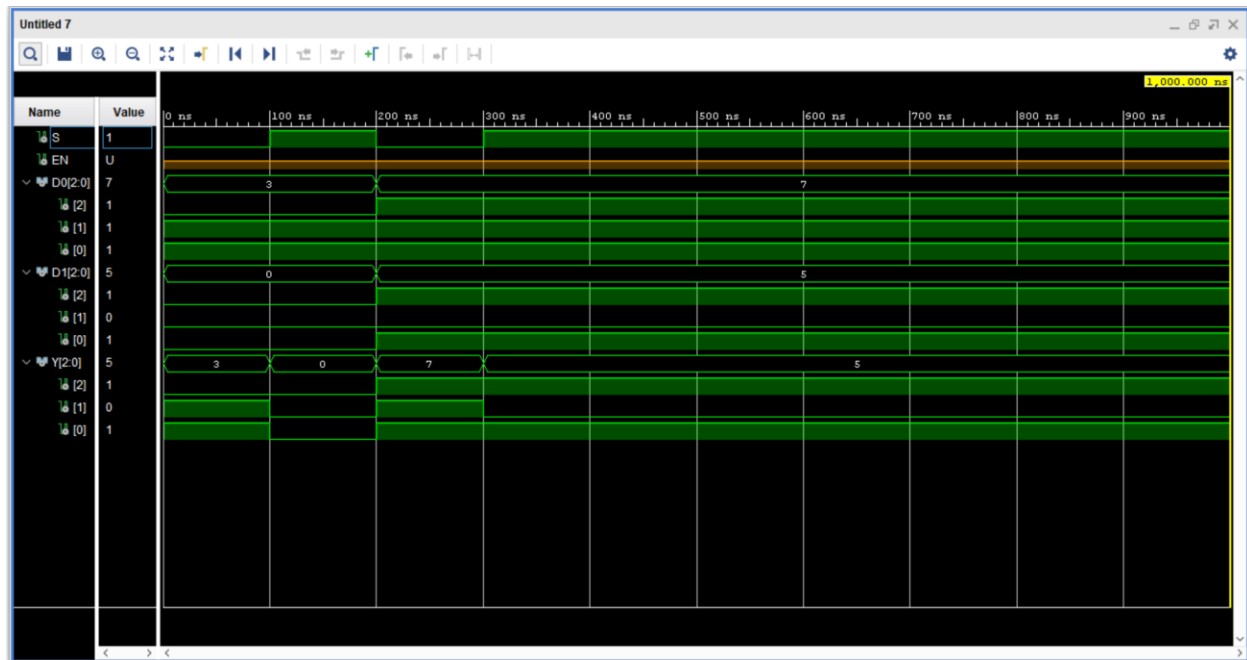 Untitled 7
1,000.000 ns
Name Value 0 ns 100 ns 200 ns 300 ns 400 ns 500 ns 600 ns 700 ns 800 ns 900 ns
S 1
EN U
D0[2:0] 7 3 7
[2] 1
[1] 1
[0] 1
D1[2:0] 5 0 5
[2] 1
[1] 0
[0] 1
Y[2:0] 5 3 0 7 5
[2] 1
[1] 0
[0] 1